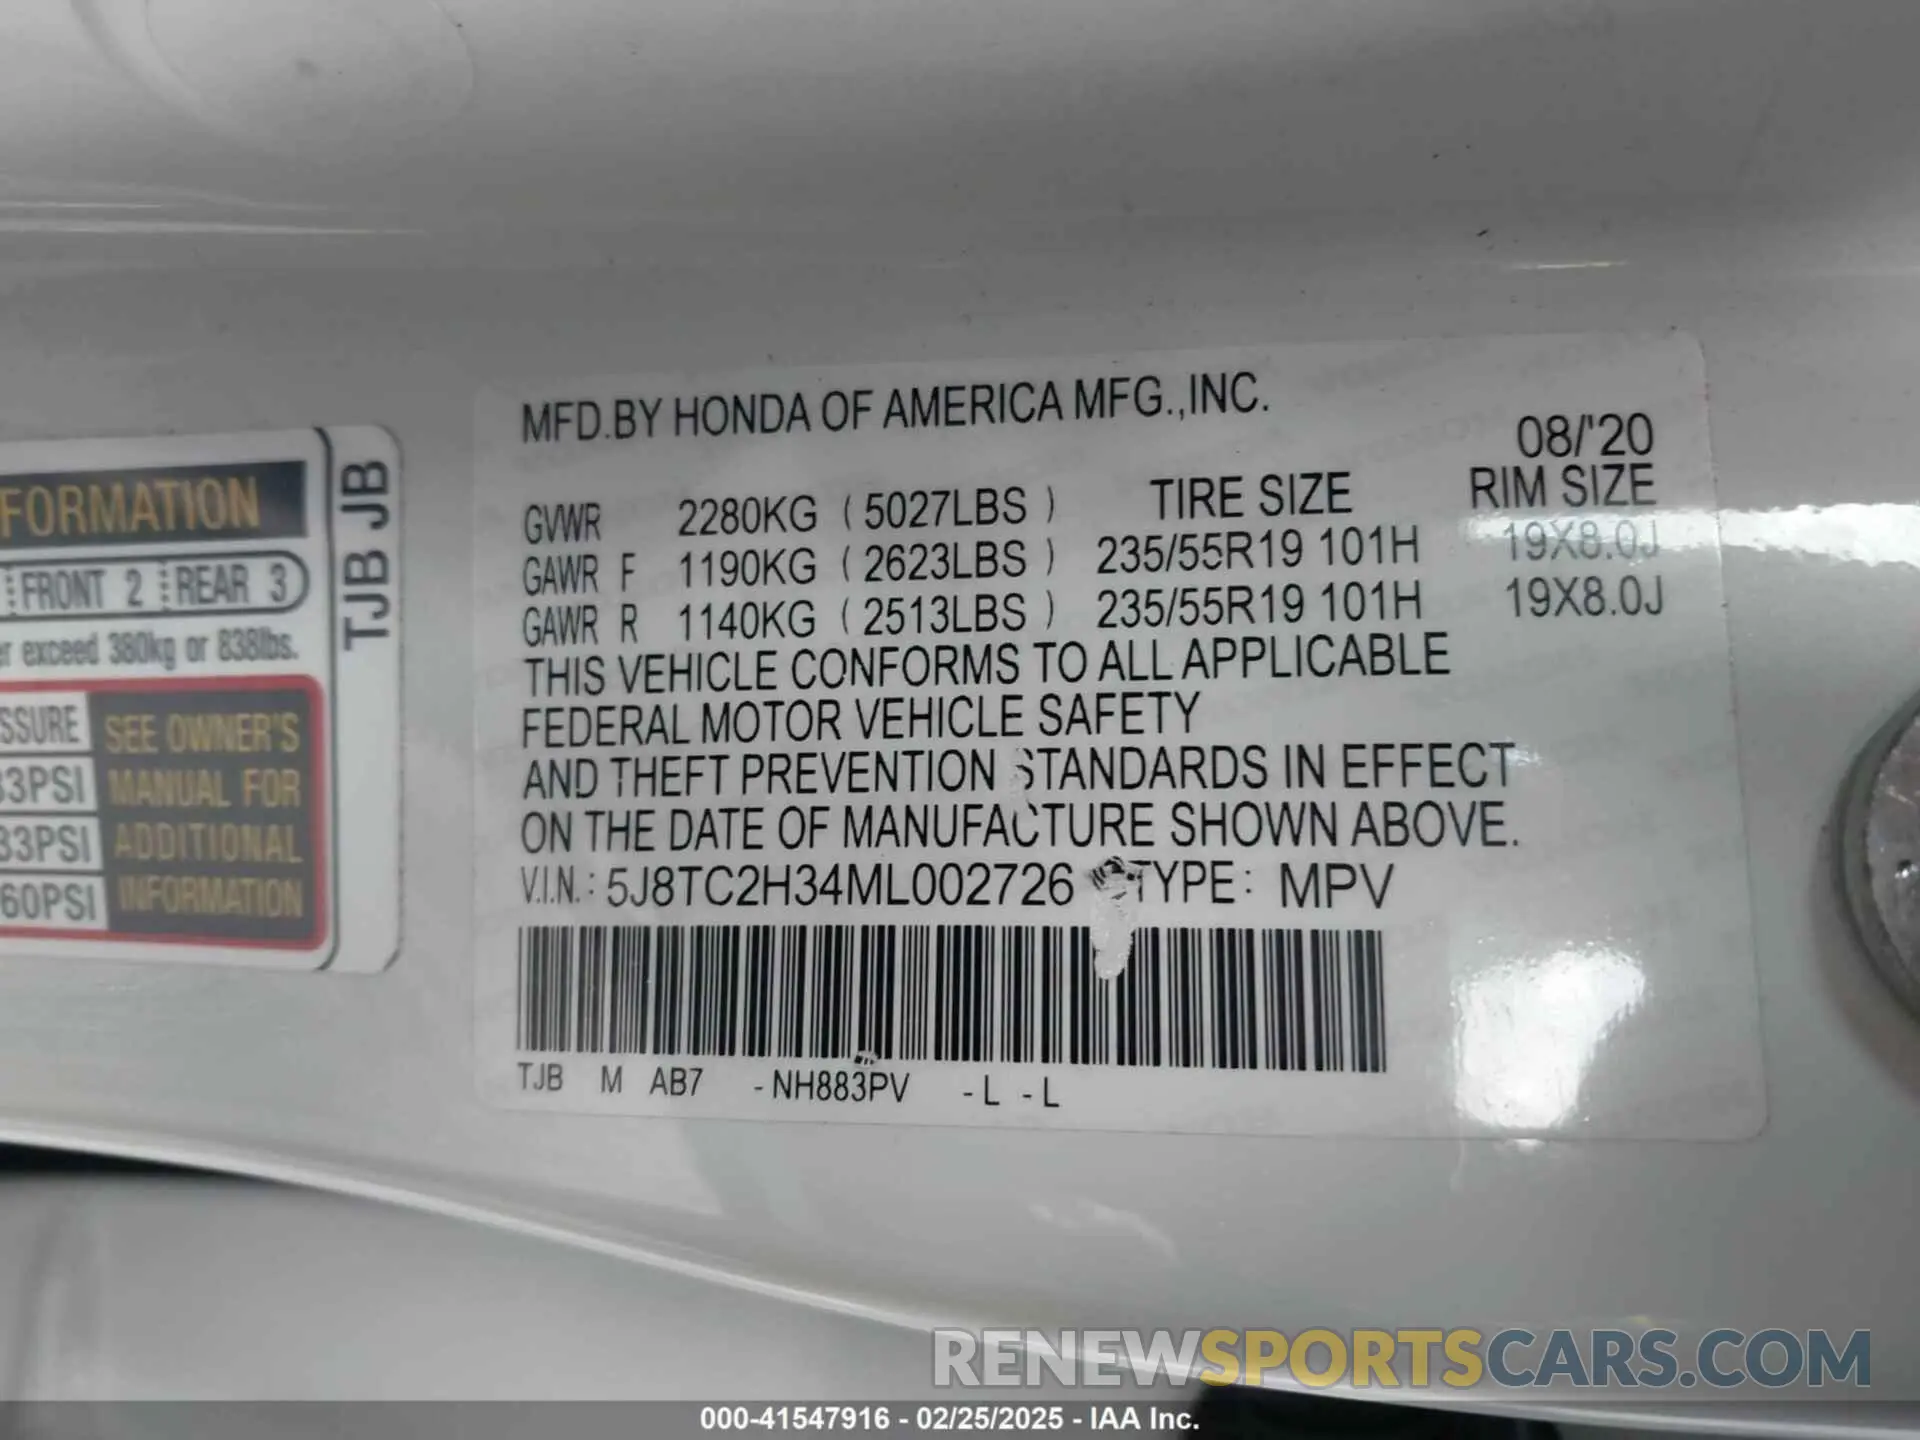 FORMATION
FRONT 2 REAR 3
exceed 380kg or 838lbs.
SSURE
33PSI
33PSI
60PSI
SEE OWNER'S
MANUAL FOR
ADDITIONAL
INFORMATION
TJB JB
MFD.BY HONDA OF AMERICA MFG.,INC.
08/'20
GVWR 2280KG (5027LBS) TIRE SIZE RIM SIZE
GAWR F 1190KG (2623LBS) 235/55R19 101H 19X8.0J
GAWR R 1140KG (2513LBS) 235/55R19 101H 19X8.0J
THIS VEHICLE CONFORMS TO ALL APPLICABLE
FEDERAL MOTOR VEHICLE SAFETY
AND THEFT PREVENTION STANDARDS IN EFFECT
ON THE DATE OF MANUFACTURE SHOWN ABOVE.
V.I.N.: 5J8TC2H34ML002726 TYPE: MPV
TJB M AB7 -NH883PV -L -L
RENEWSPORTSCARS.COM
000-41547916 - 02/25/2025 - IAA Inc.